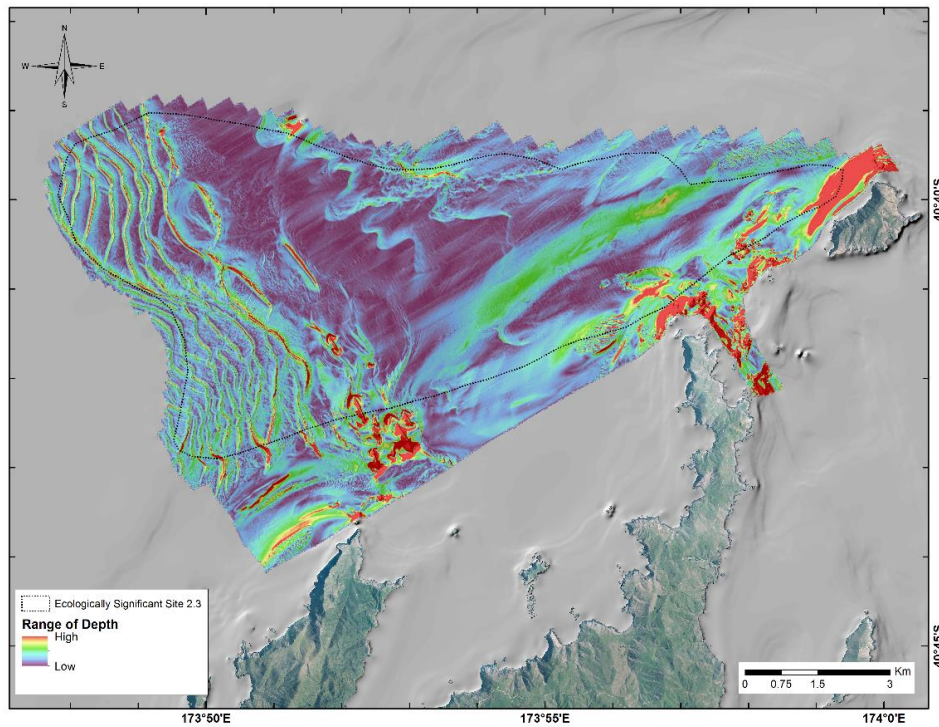 N
W E
S
40°40'S
Ecologically Significant Site 2.3
Range of Depth
High
Low
40°45'S
Km
0 0.75 1.5 3
173°50'E 173°55'E 174°0'E